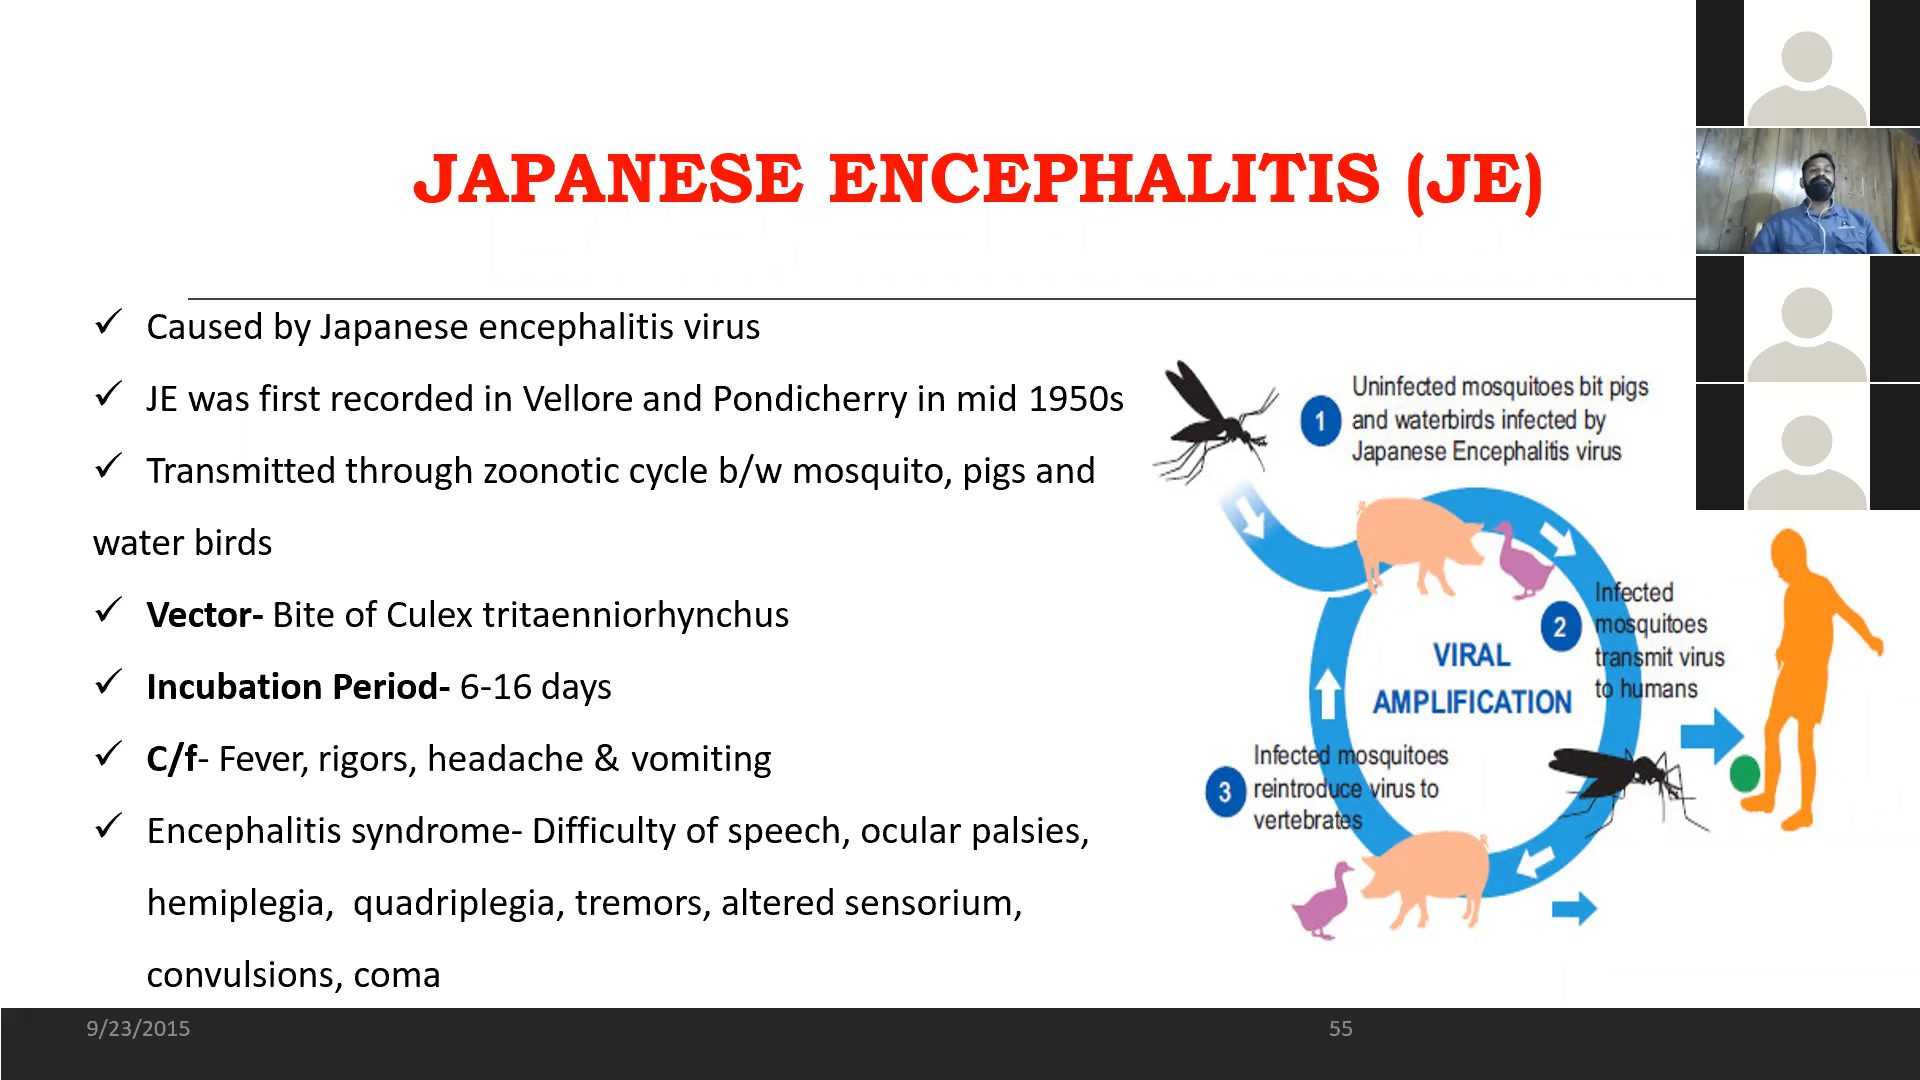 JAPANESE ENCEPHALITIS (JE)
✓ Caused by Japanese encephalitis virus
✓ JE was first recorded in Vellore and Pondicherry in mid 1950s
✓ Transmitted through zoonotic cycle b/w mosquito, pigs and
water birds
✓ Vector- Bite of Culex tritaenniorhynchus
✓ Incubation Period- 6-16 days
✓ C/f- Fever, rigors, headache & vomiting
✓ Encephalitis syndrome- Difficulty of speech, ocular palsies,
hemiplegia, quadriplegia, tremors, altered sensorium,
convulsions, coma
1
Uninfected mosquitoes bit pigs
and waterbirds infected by
Japanese Encephalitis virus
2
Infected
mosquitoes
transmit virus
to humans
VIRAL
AMPLIFICATION
3
Infected mosquitoes
reintroduce virus to
vertebrates
9/23/2015
55